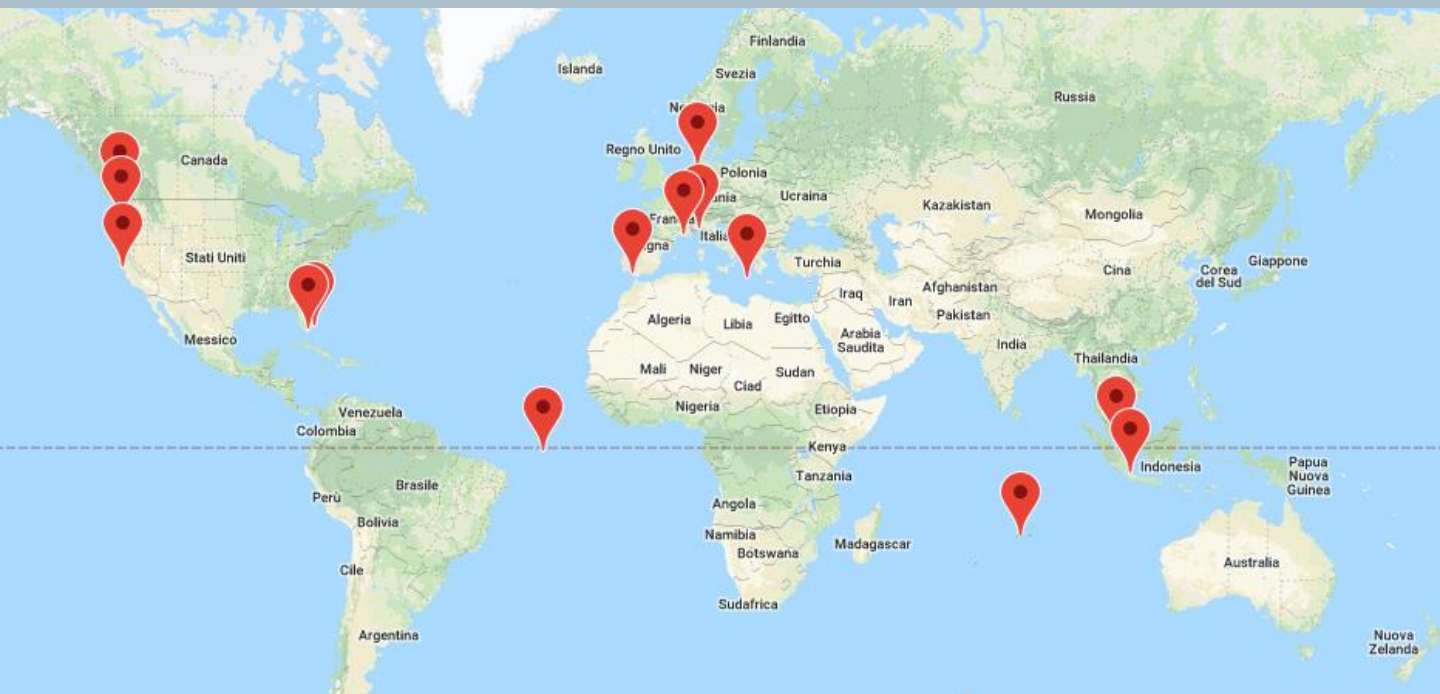 Finlandia
Islanda
Svezia
Russia
Regno Unito
Canada
Polonia
Ucraina
Kazakistan
Mongolia
Stati Uniti
Turchia
Cina
Corea
del Sud
Giappone
Iraq
Iran
Afghanistan
Pakistan
Algeria
Libia
Egitto
Arabia
Saudita
India
Messico
Thailandia
Mali
Niger
Ciad
Sudan
Nigeria
Etiopia
Venezuela
Colombia
Kenya
Tanzania
Indonesia
Papua
Nuova
Guinea
Brasile
Perù
Angola
Bolivia
Namibia
Botswana
Madagascar
Australia
Cile
Sudafrica
Argentina
Nuova
Zelanda